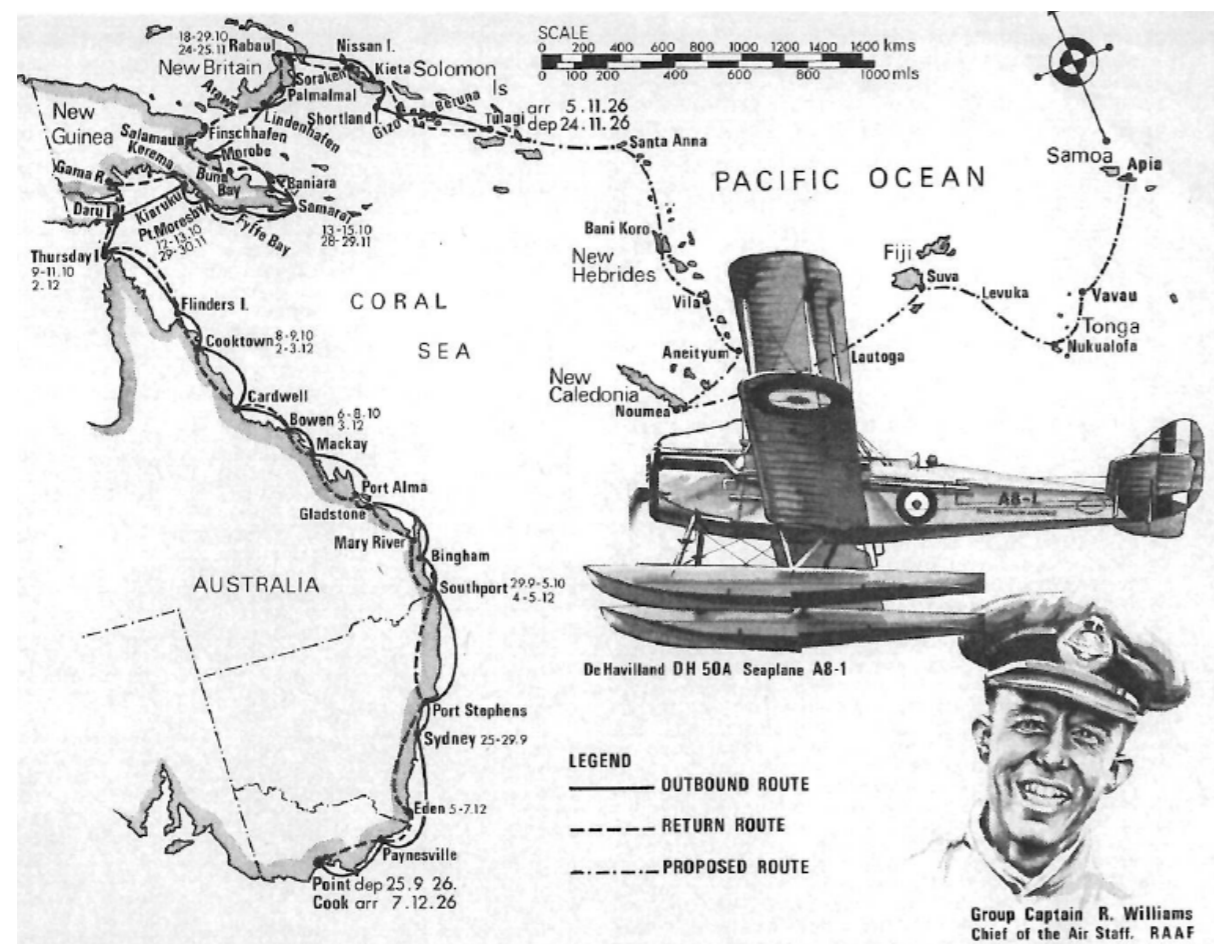 SCALE
0 200 400 600 800 1000 1200 1400 1600 kms
0 100 200 400 600 800 1000 mls
18-29.10
24-25.11
Rabaul
Nissan I.
New Britain
Soraken
Kieta
Solomon
Is
Arawe
Palmalmal
Shortland I.
Gizo
Betuna
Tulagi
arr 5.11.26
dep 24.11.26
New
Guinea
Salamaua
Finschhafen
Lindenhafen
Kerema
Morobe
Santa Anna
Samoa
Apia
PACIFIC OCEAN
Gama R.
Buna
Bay
Baniara
Daru I.
Kiaruku
Samarai
Pt.Moresby
12-13.10
29-30.11
Fyffe Bay
13-15.10
28-29.11
Bani Koro
New
Hebrides
Fiji
Suva
Levuka
Vavau
Tonga
Nukualofa
Thursday I
9-11.10
2.12
Flinders I.
CORAL
SEA
Vila
Cooktown 8-9.10
2-3.12
Aneityum
Lautoga
New
Caledonia
Noumea
Cardwell
Bowen 6-8.10
3.12
Mackay
Port Alma
Gladstone
A8-1
Mary River
Bingham
AUSTRALIA
Southport 29.9-5.10
4-5.12
De Havilland DH 50A Seaplane A8-1
Port Stephens
Sydney 25-29.9
LEGEND
OUTBOUND ROUTE
RETURN ROUTE
PROPOSED ROUTE
Eden 5-7.12
Paynesville
Point dep 25.9 26.
Cook arr 7.12.26
Group Captain R. Williams
Chief of the Air Staff. RAAF